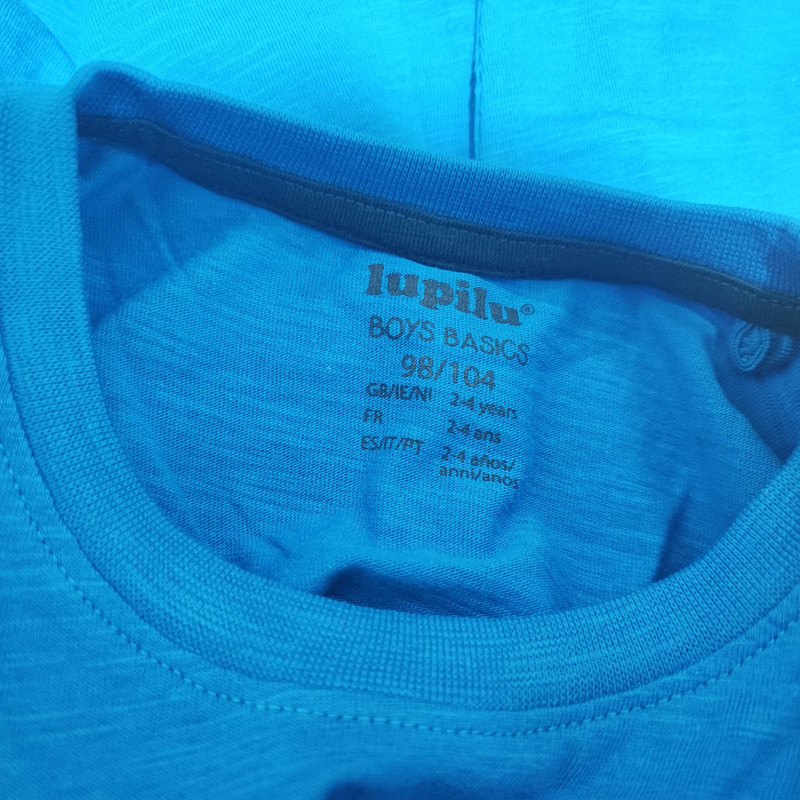 lupilu®
BOYS BASICS
98/104
GB/IE/NI 2-4 years
FR 2-4 ans
ES/IT/PT 2-4 años/
anni/anos